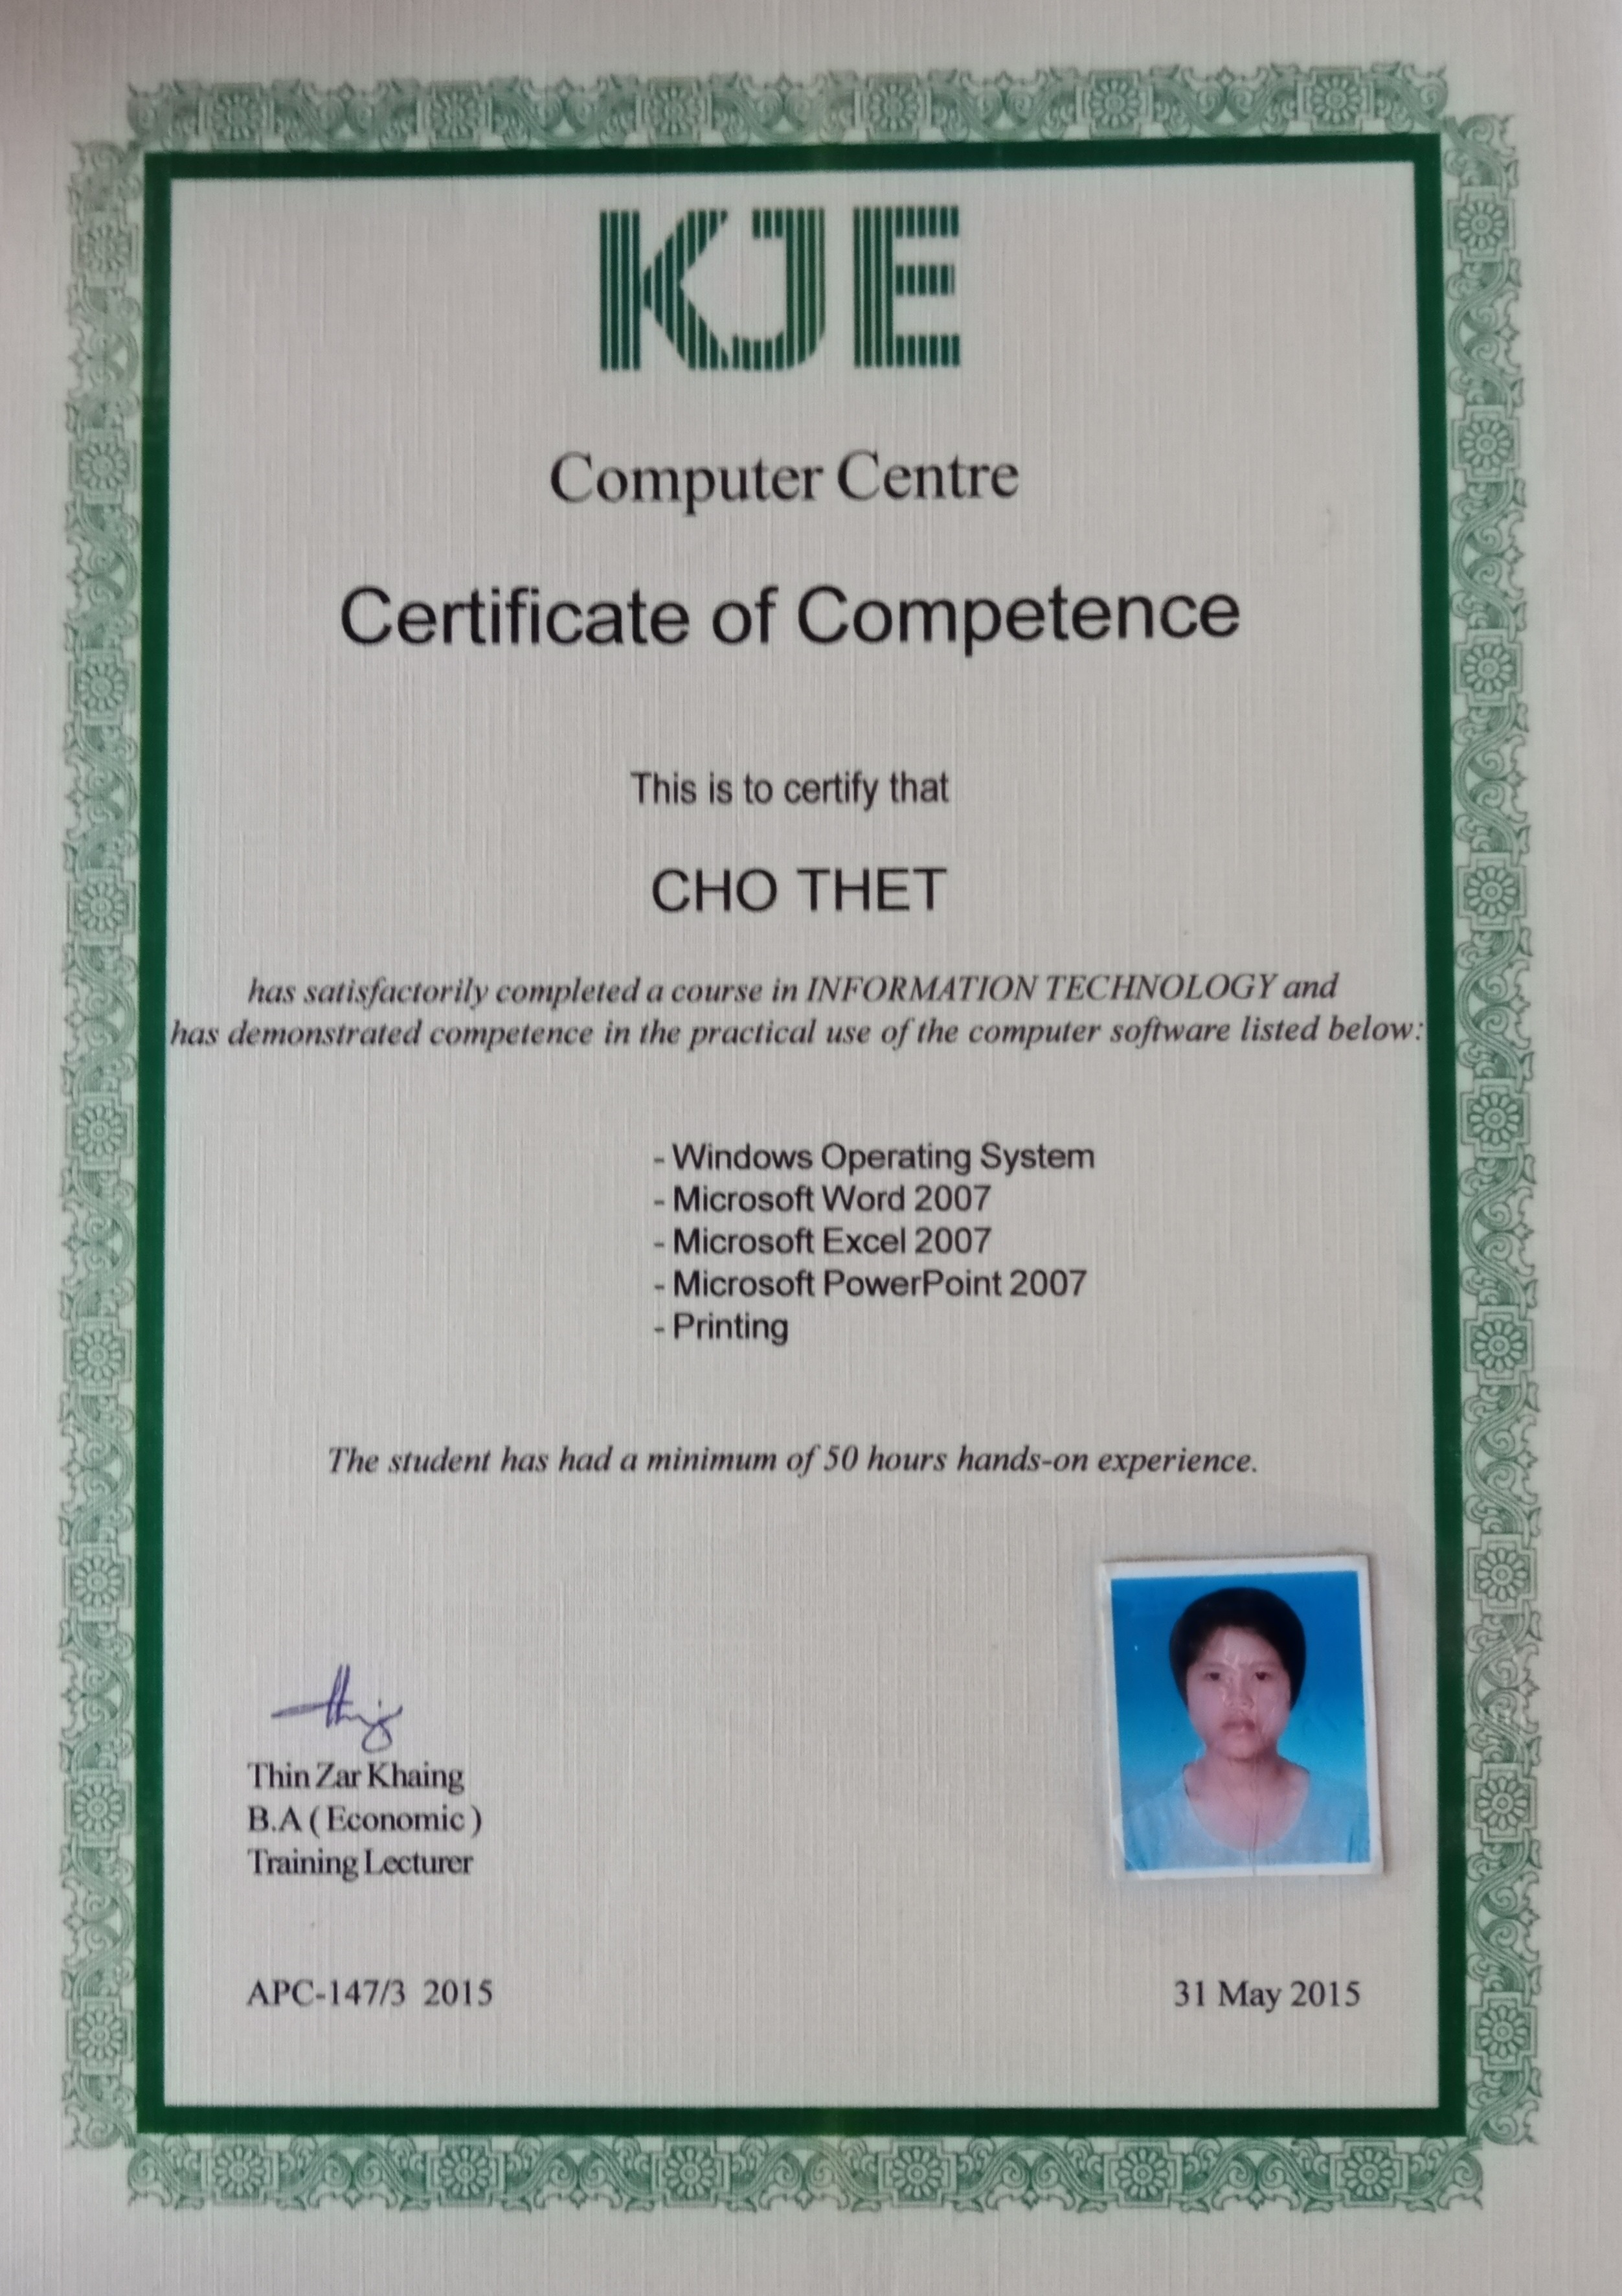 KJE
Computer Centre
Certificate of Competence
This is to certify that
CHO THET
has satisfactorily completed a course in INFORMATION TECHNOLOGY and
has demonstrated competence in the practical use of the computer software listed below:
- Windows Operating System
- Microsoft Word 2007
- Microsoft Excel 2007
- Microsoft PowerPoint 2007
- Printing
The student has had a minimum of 50 hours hands-on experience.
Thin Zar Khaing
B.A ( Economic )
Training Lecturer
APC-147/3 2015
31 May 2015